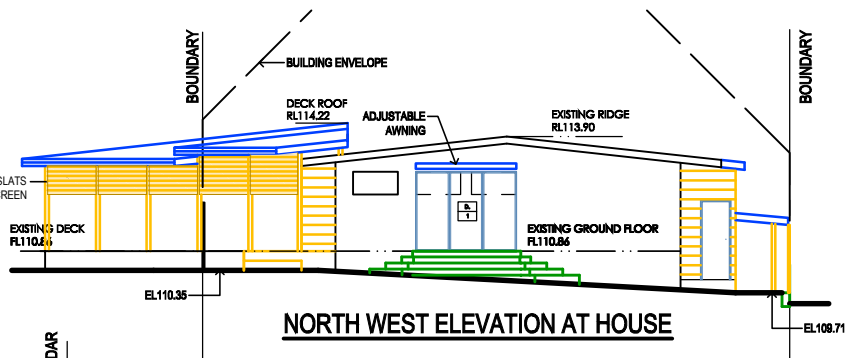 BOUNDARY
BUILDING ENVELOPE
BOUNDARY
DECK ROOF
RL114.22
ADJUSTABLE
AWNING
EXISTING RIDGE
RL113.90
SLATS
REEN
D.
1
EXISTING DECK
FL110.86
EXISTING GROUND FLOOR
FL110.86
EL110.35
NORTH WEST ELEVATION AT HOUSE
EL109.71
DAR